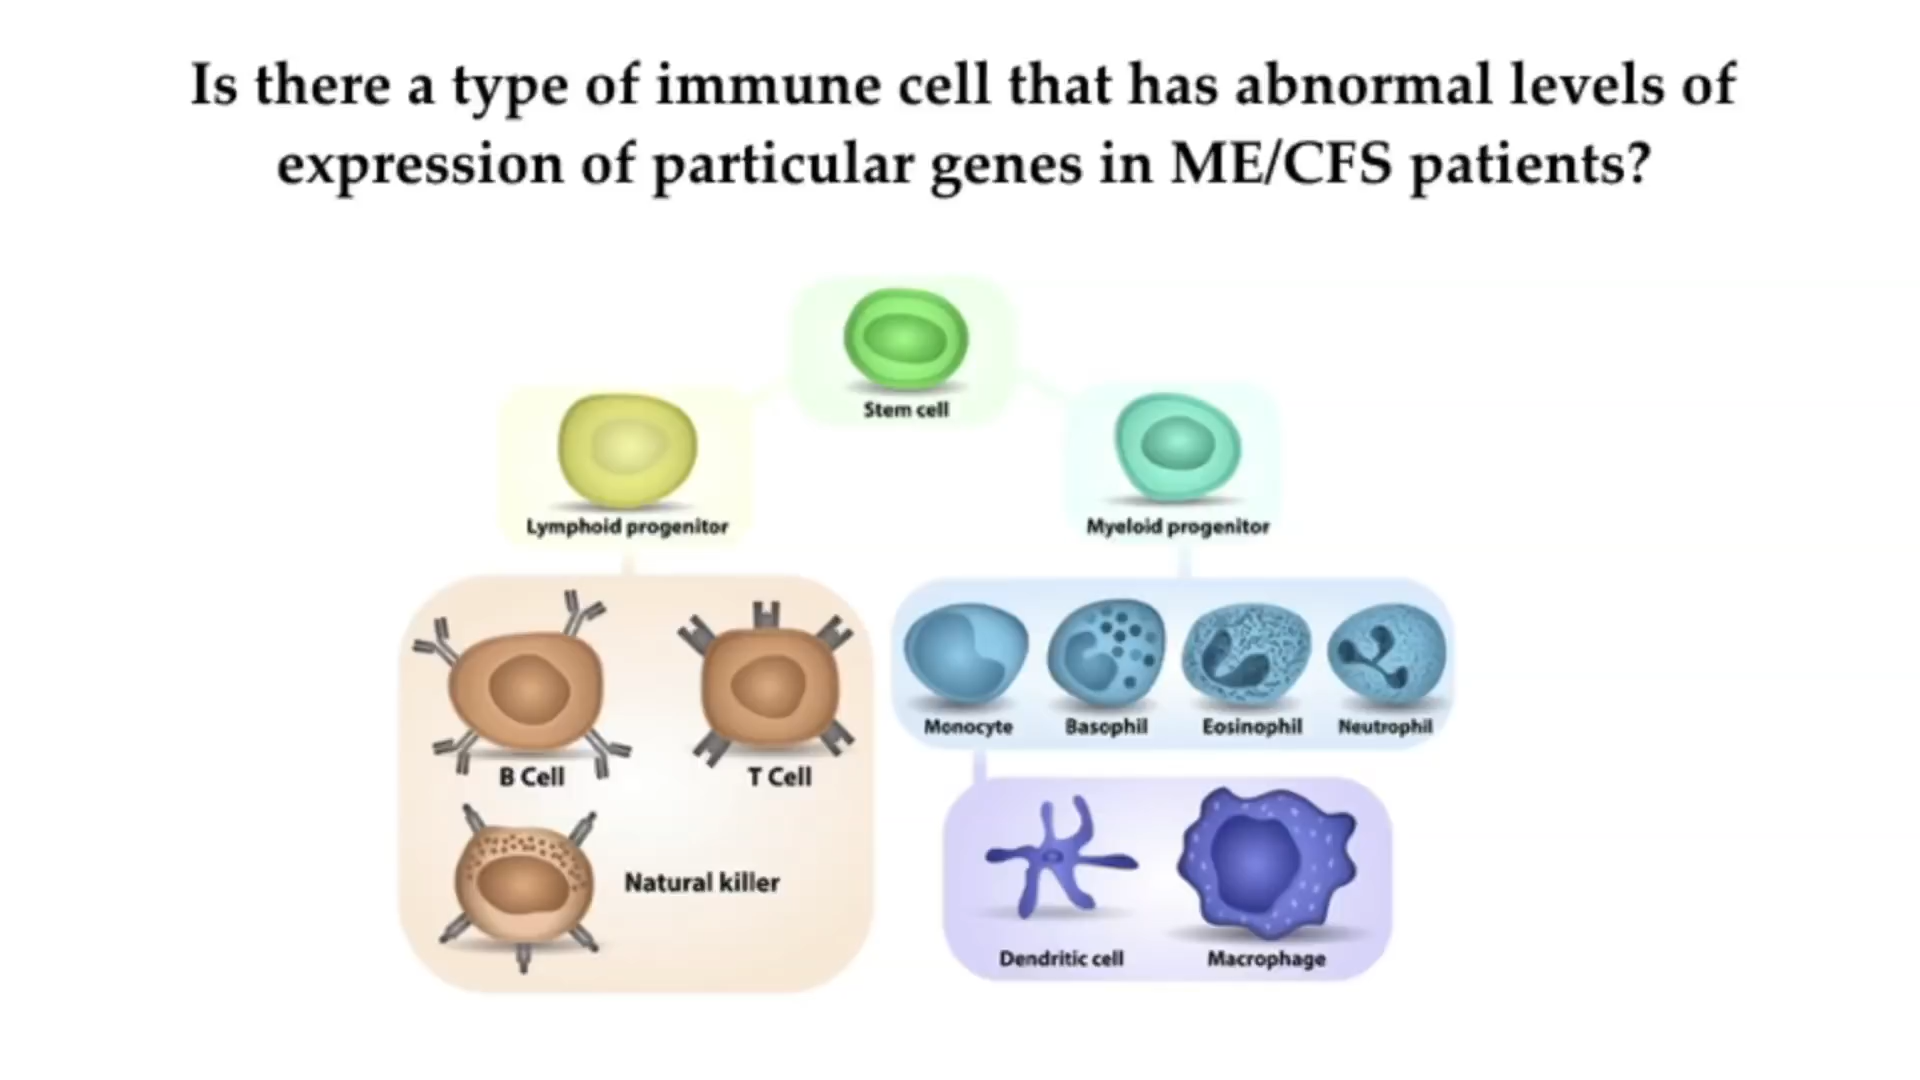 Is there a type of immune cell that has abnormal levels of
expression of particular genes in ME/CFS patients?
Stem cell
Lymphoid progenitor
Myeloid progenitor
B Cell
T Cell
Natural killer
Monocyte
Basophil
Eosinophil
Neutrophil
Dendritic cell
Macrophage